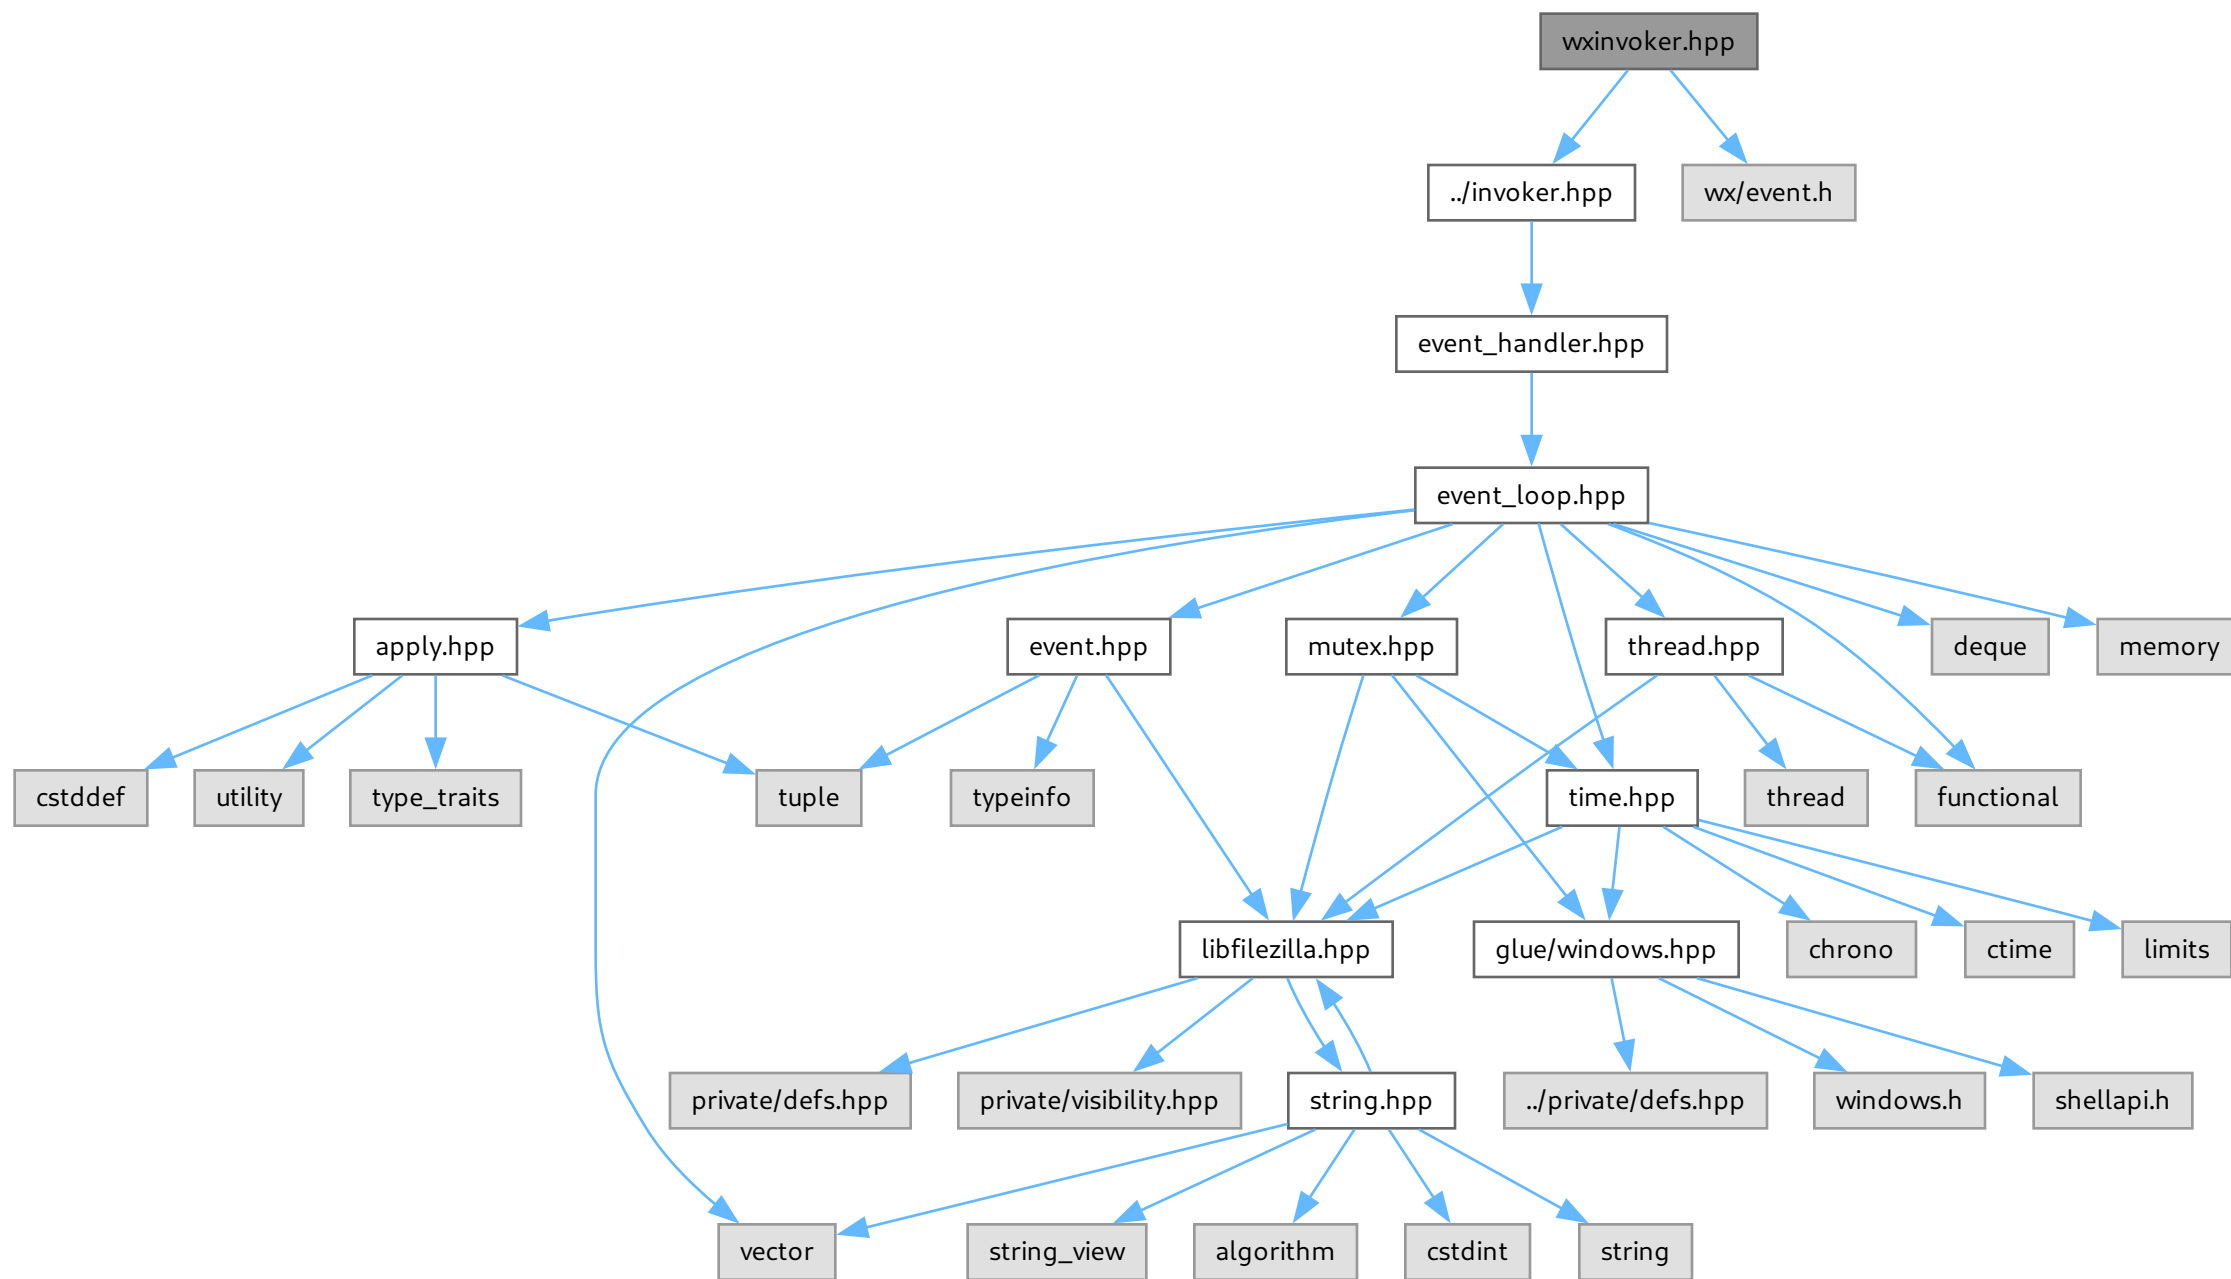 wxinvoker.hpp
../invoker.hpp
wx/event.h
event_handler.hpp
event_loop.hpp
apply.hpp
event.hpp
mutex.hpp
thread.hpp
deque
memory
cstddef
utility
type_traits
tuple
typeinfo
time.hpp
thread
functional
libfilezilla.hpp
glue/windows.hpp
chrono
ctime
limits
private/defs.hpp
private/visibility.hpp
string.hpp
../private/defs.hpp
windows.h
shellapi.h
vector
string_view
algorithm
cstdint
string